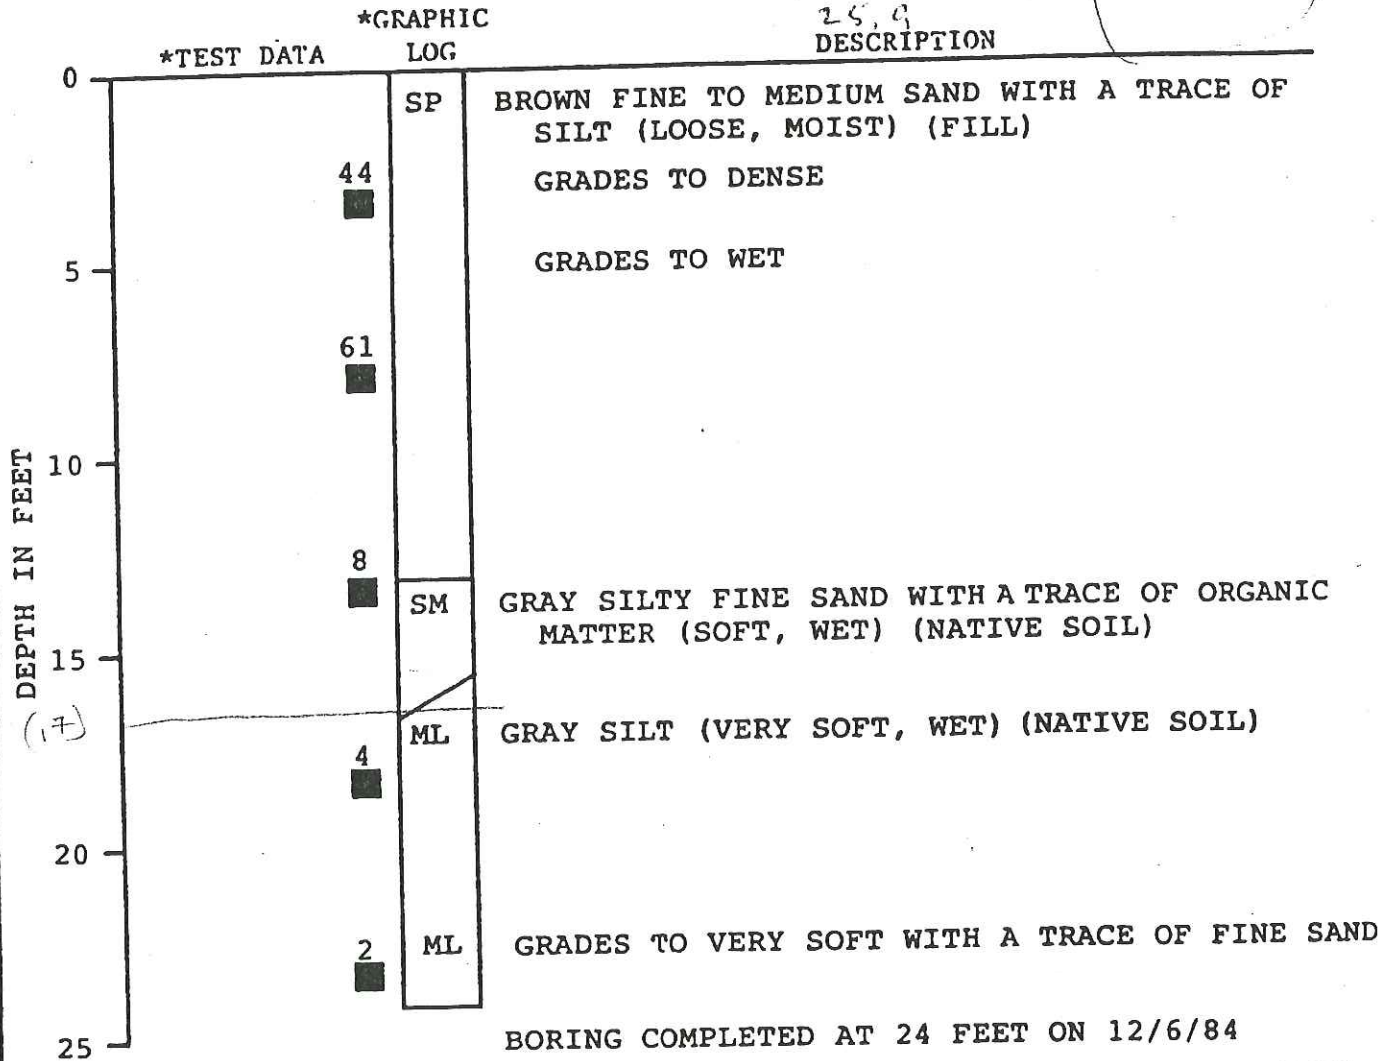 *GRAPHIC
25.9
*TEST DATA LOG DESCRIPTION
0
SP BROWN FINE TO MEDIUM SAND WITH A TRACE OF
SILT (LOOSE, MOIST) (FILL)
44 GRADES TO DENSE
5 GRADES TO WET
61
10
DEPTH IN FEET
8
SM GRAY SILTY FINE SAND WITH A TRACE OF ORGANIC
MATTER (SOFT, WET) (NATIVE SOIL)
15
(17)
ML GRAY SILT (VERY SOFT, WET) (NATIVE SOIL)
4
20
2 ML GRADES TO VERY SOFT WITH A TRACE OF FINE SAND
25 BORING COMPLETED AT 24 FEET ON 12/6/84